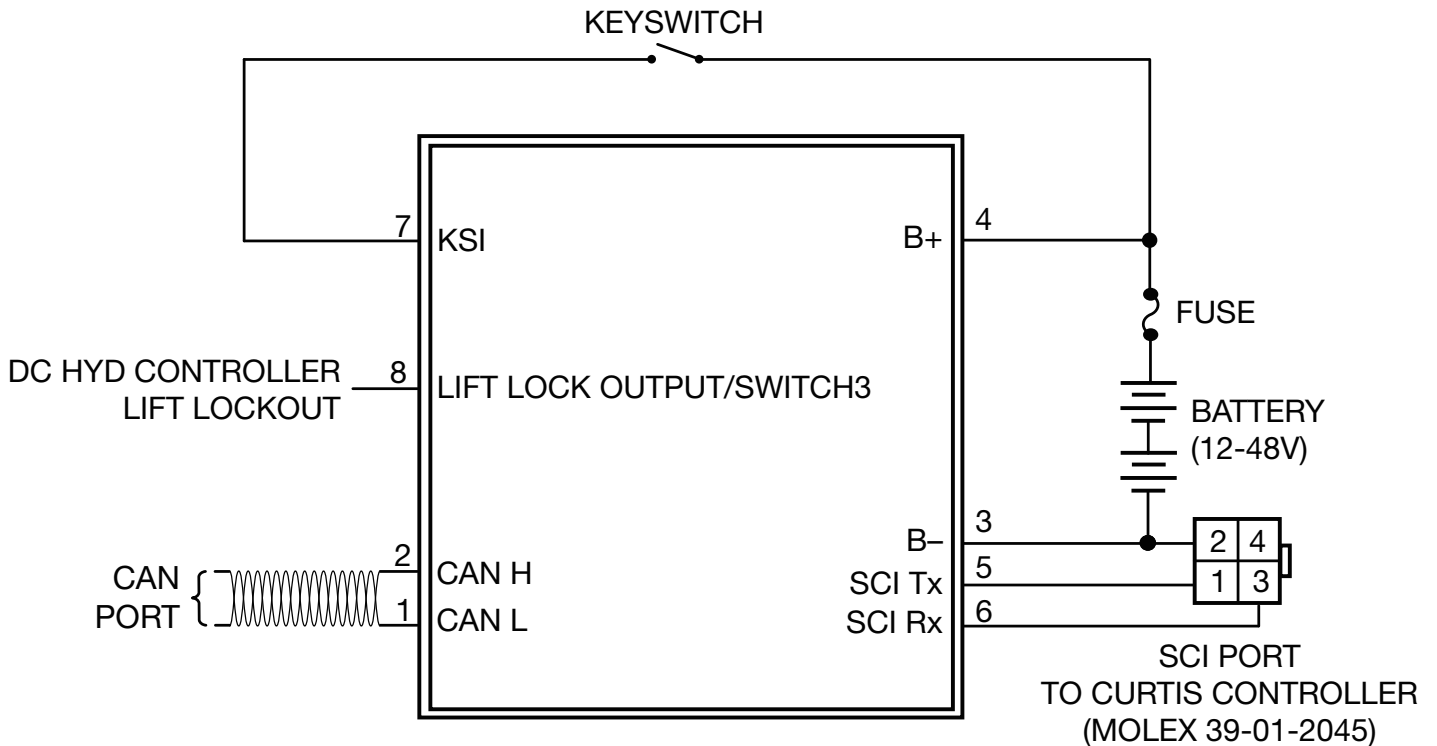 KEYSWITCH
7
KSI
B+
4
FUSE
DC HYD CONTROLLER
LIFT LOCKOUT
8
LIFT LOCK OUTPUT/SWITCH3
BATTERY
(12-48V)
CAN
PORT
2
CAN H
1
CAN L
B–
3
SCI Tx
5
SCI Rx
6
2 4
1 3
SCI PORT
TO CURTIS CONTROLLER
(MOLEX 39-01-2045)